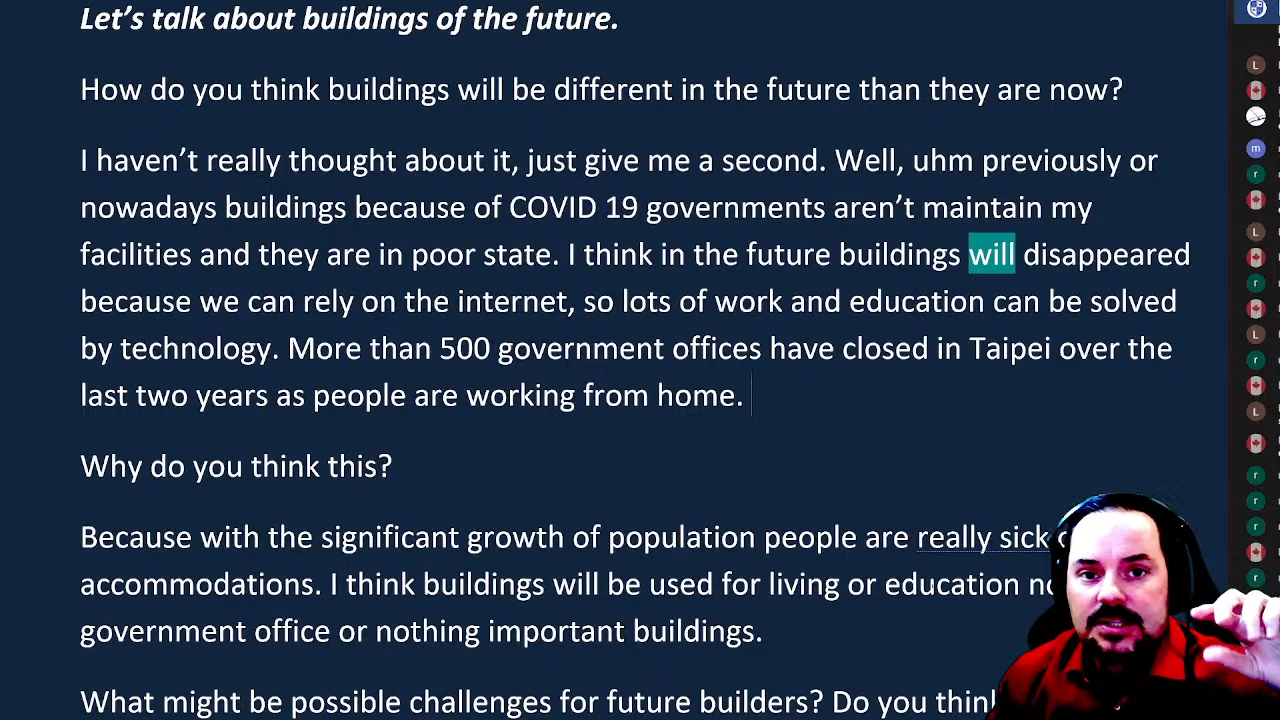 Let’s talk about buildings of the future.
How do you think buildings will be different in the future than they are now?
I haven’t really thought about it, just give me a second. Well, uhm previously or
nowadays buildings because of COVID 19 governments aren’t maintain my
facilities and they are in poor state. I think in the future buildings will disappeared
because we can rely on the internet, so lots of work and education can be solved
by technology. More than 500 government offices have closed in Taipei over the
last two years as people are working from home.
Why do you think this?
Because with the significant growth of population people are really sick
accommodations. I think buildings will be used for living or education
government office or nothing important buildings.
What might be possible challenges for future builders? Do you think
L
m
r
L
r
L
r
L
r
r
r
r